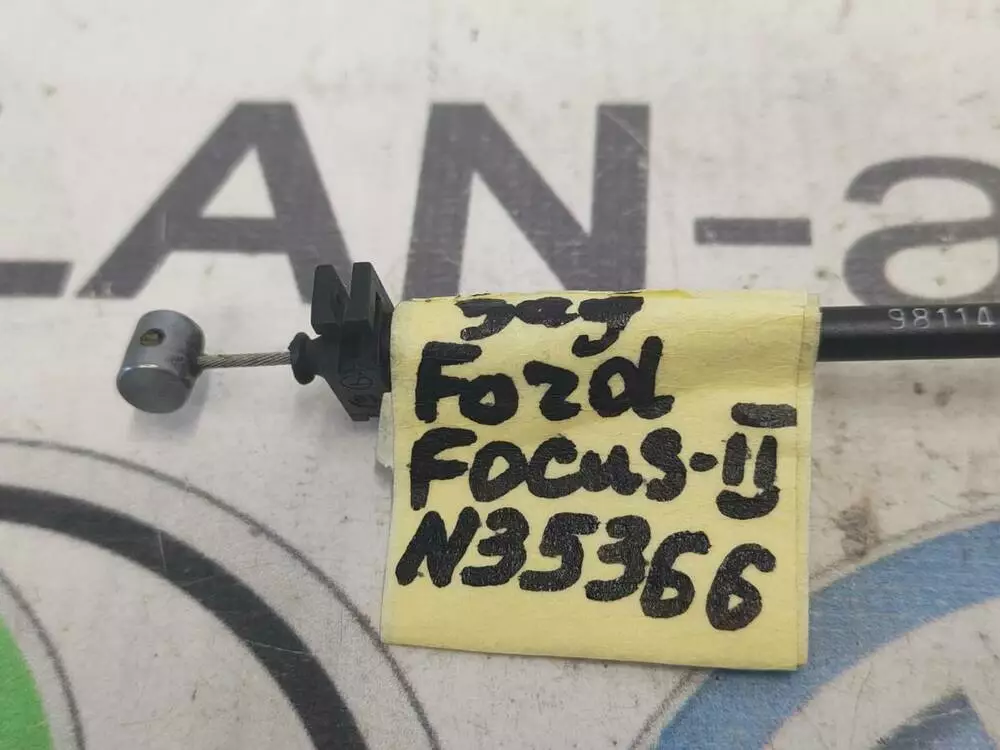 LAN-a
98114
зад
Ford
Focus-II
N35366